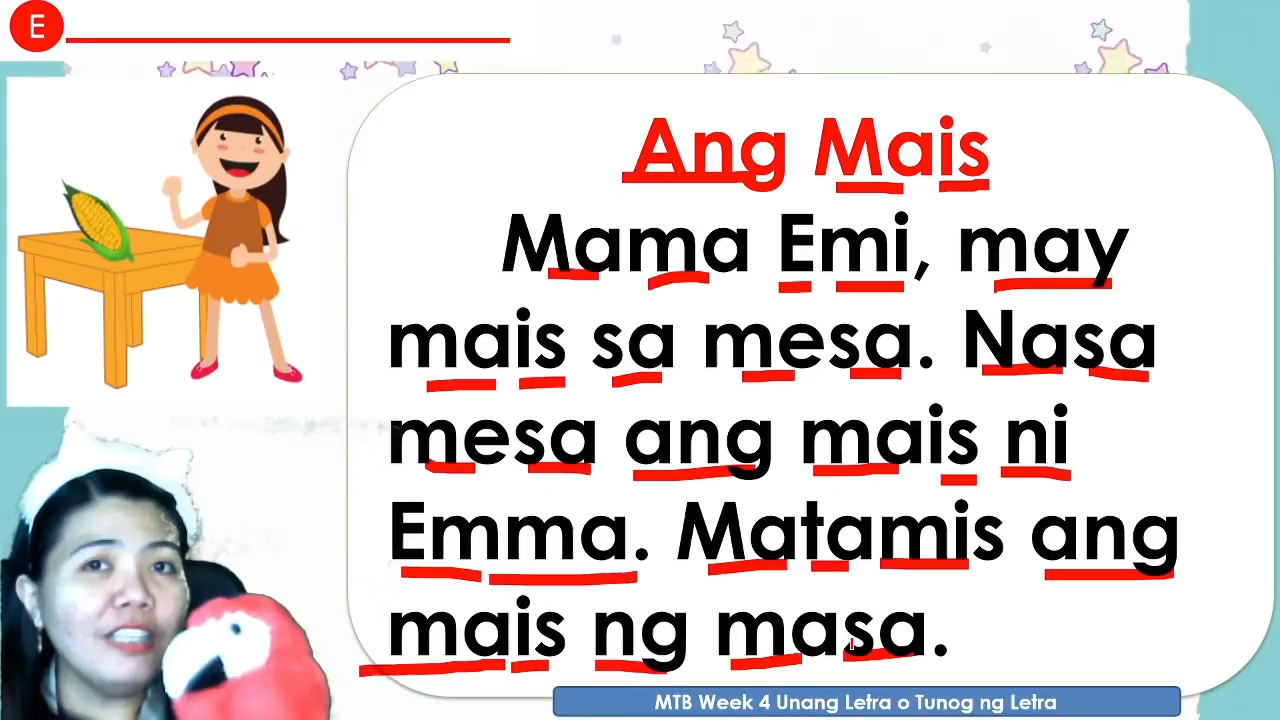 E
Ang Mais
Mama Emi, may
mais sa mesa. Nasa
mesa ang mais ni
Emma. Matamis ang
mais ng masa.
MTB Week 4 Unang Letra o Tunog ng Letra